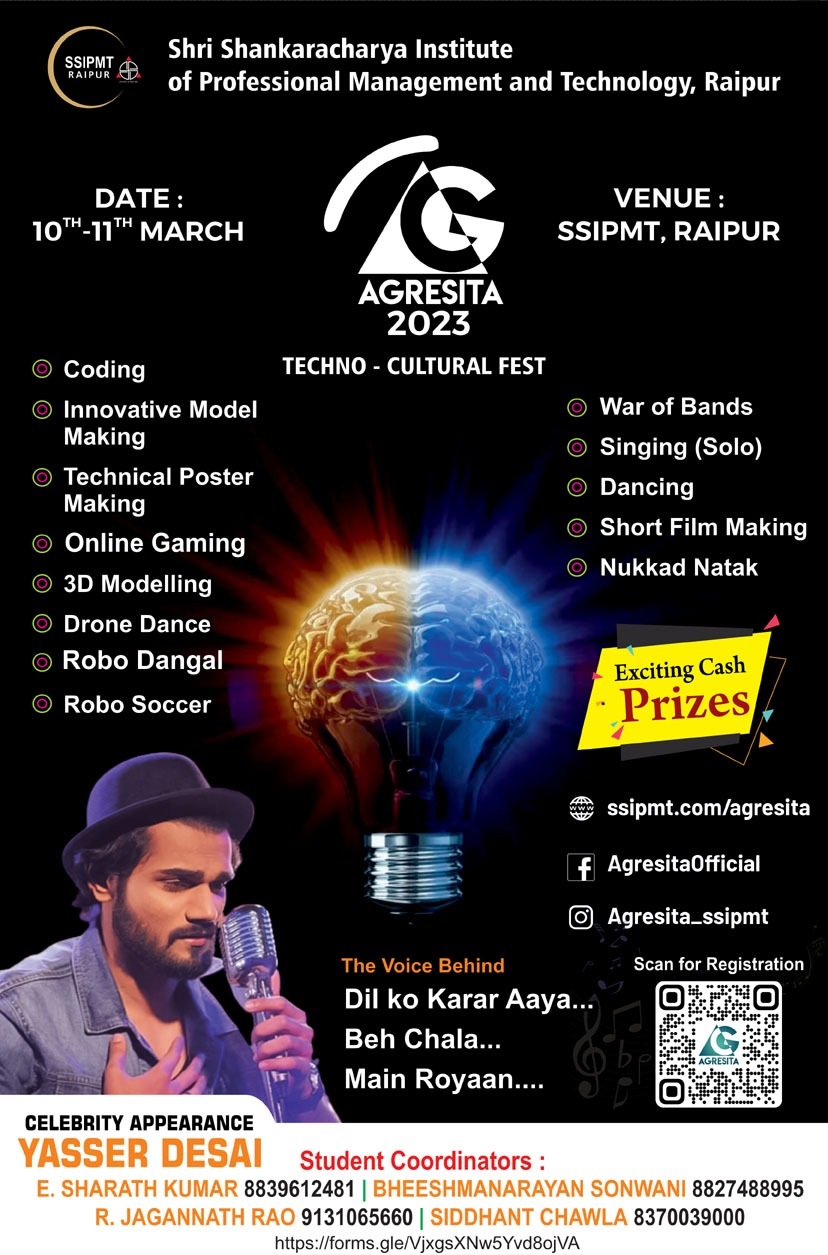 SSIPMT
RAIPUR
Shri Shankaracharya Institute
of Professional Management and Technology, Raipur
DATE :
10TH-11TH MARCH
VENUE :
SSIPMT, RAIPUR
AG
AGRESITA
2023
TECHNO - CULTURAL FEST
Coding
Innovative Model
Making
Technical Poster
Making
Online Gaming
3D Modelling
Drone Dance
Robo Dangal
Robo Soccer
War of Bands
Singing (Solo)
Dancing
Short Film Making
Nukkad Natak
Exciting Cash
Prizes
www
ssipmt.com/agresita
AgresitaOfficial
Agresita_ssipmt
The Voice Behind
Dil ko Karar Aaya...
Beh Chala...
Main Royaan....
Scan for Registration
AG
AGRESITA
CELEBRITY APPEARANCE
YASSER DESAI
Student Coordinators :
E. SHARATH KUMAR 8839612481 | BHEESHMANARAYAN SONWANI 8827488995
R. JAGANNATH RAO 9131065660 | SIDDHANT CHAWLA 8370039000
https://forms.gle/VjxgsXNw5Yvd8ojVA